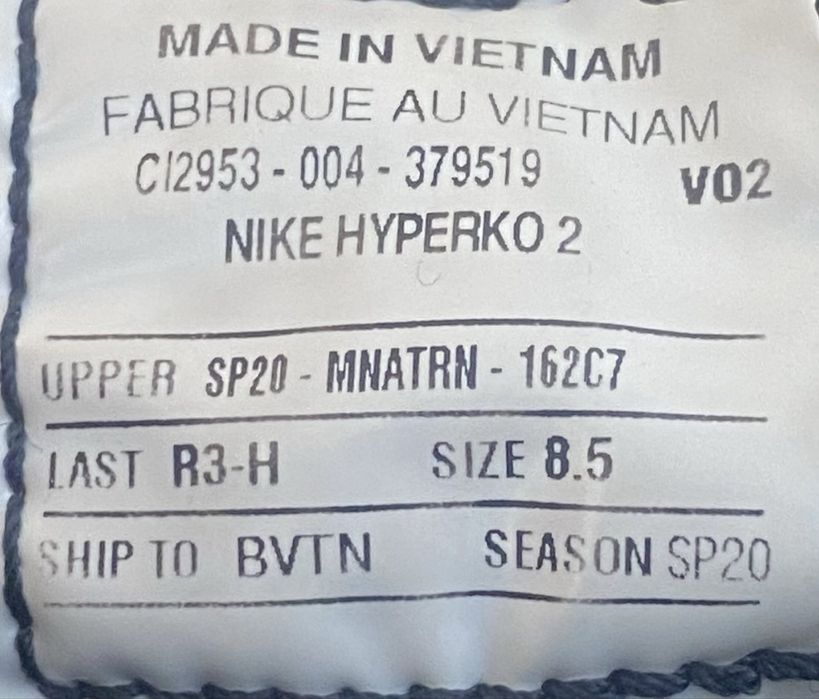 MADE IN VIETNAM
FABRIQUE AU VIETNAM
CI2953 - 004 - 379519 V02
NIKE HYPERKO 2
UPPER SP20 - MNATRN - 162C7
LAST R3-H SIZE 8.5
SHIP TO BVTN SEASON SP20